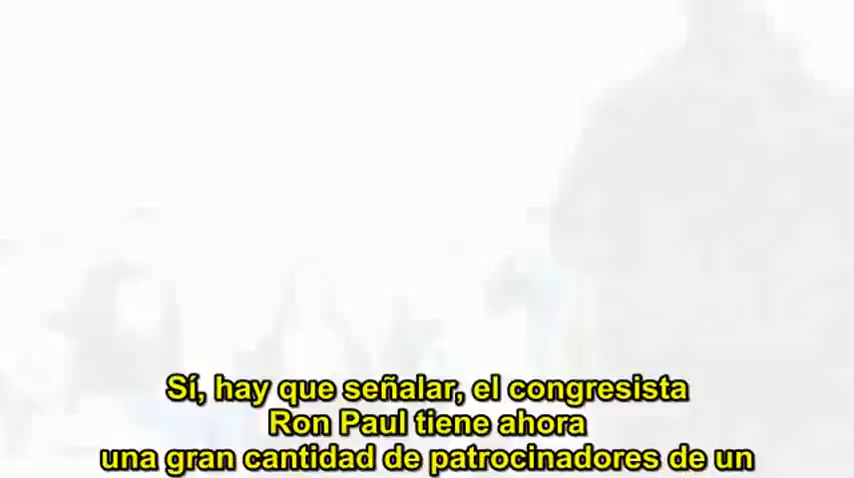 Sí, hay que señalar, el congresista
Ron Paul tiene ahora
una gran cantidad de patrocinadores de un